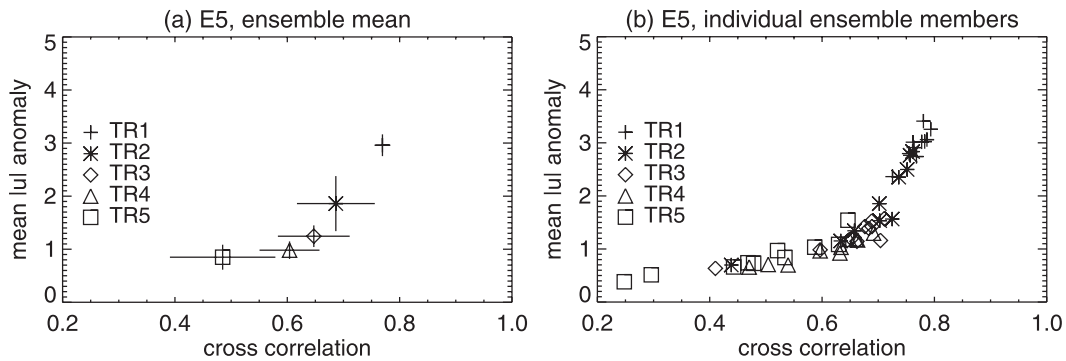 (a) E5, ensemble mean
5
4
3
2
1
0
mean lul anomaly
TR1
TR2
TR3
TR4
TR5
0.2 0.4 0.6 0.8 1.0
cross correlation
(b) E5, individual ensemble members
5
4
3
2
1
0
mean lul anomaly
TR1
TR2
TR3
TR4
TR5
0.2 0.4 0.6 0.8 1.0
cross correlation